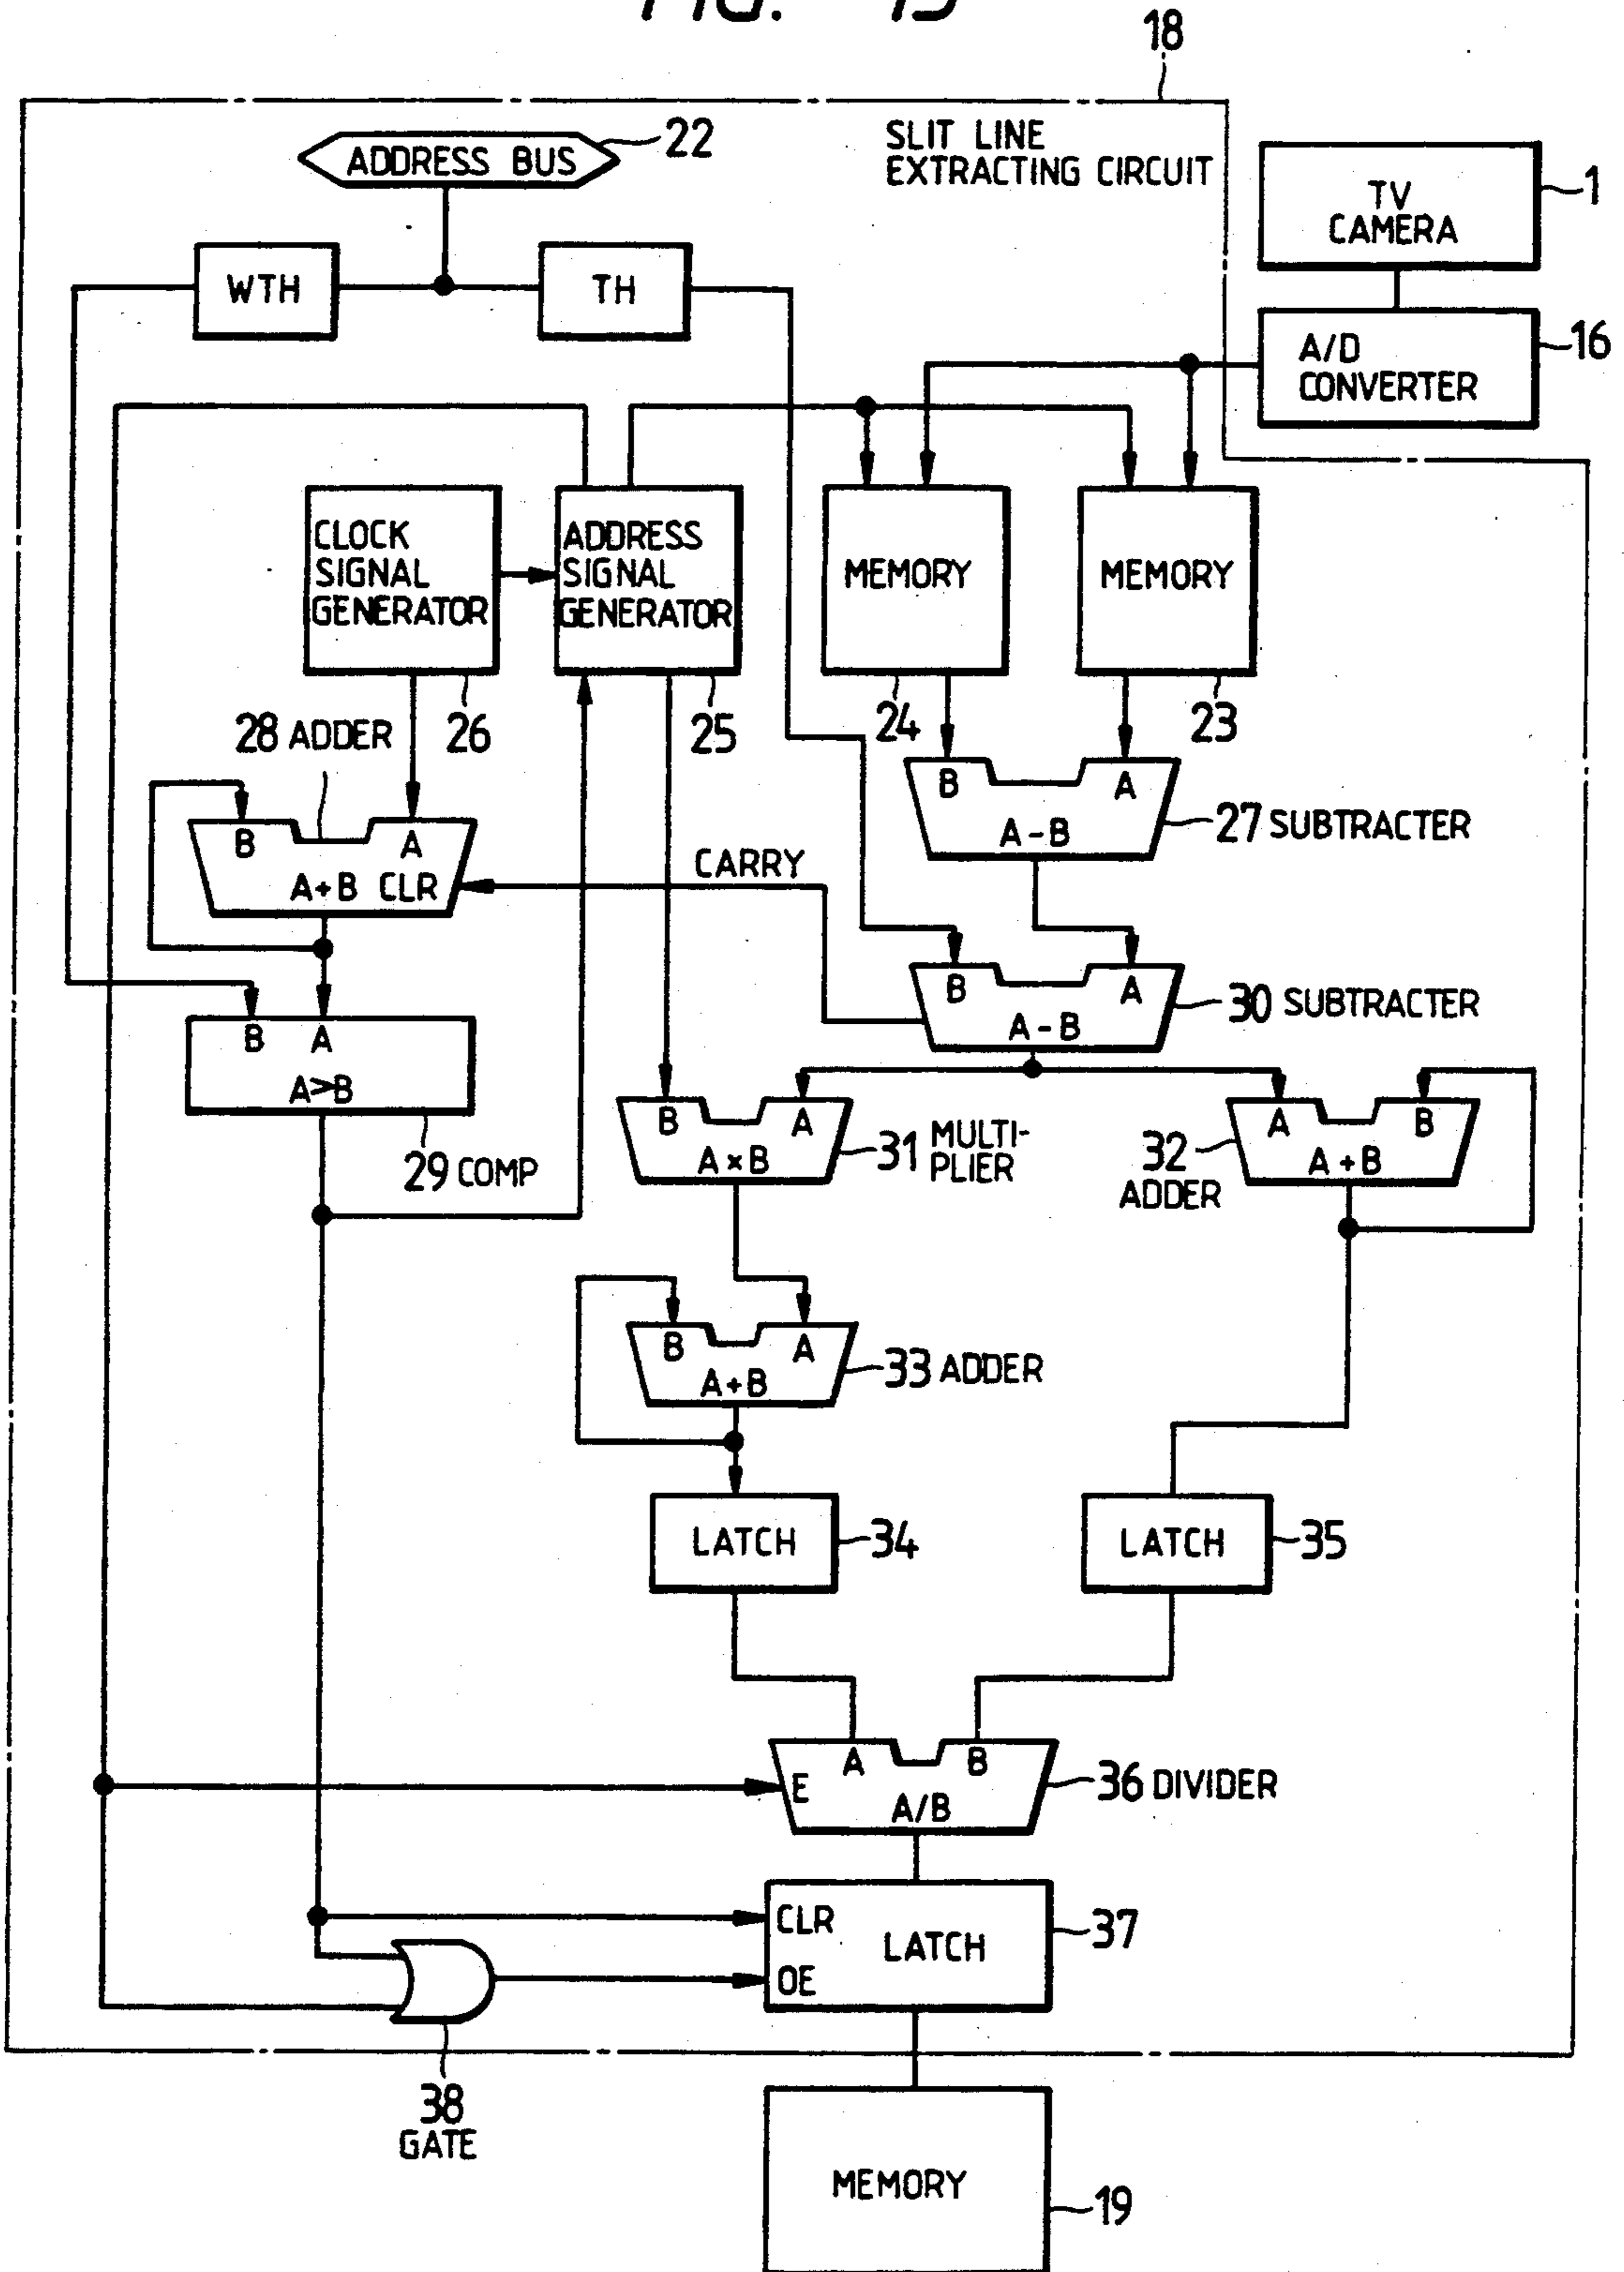 FIG. 15
18
ADDRESS BUS
22
SLIT LINE
EXTRACTING CIRCUIT
TV
CAMERA
1
WTH
TH
A/D
CONVERTER
16
CLOCK
SIGNAL
GENERATOR
ADDRESS
SIGNAL
GENERATOR
MEMORY
MEMORY
26
25
24
23
28 ADDER
B
A
A+B CLR
CARRY
B
A
A-B
27 SUBTRACTER
B
A
A-B
30 SUBTRACTER
B
A
A>B
29 COMP
B
A
A×B
31 MULTI-
PLIER
A
B
A+B
32
ADDER
B
A
A+B
33 ADDER
LATCH
34
LATCH
35
A
B
E
A/B
36 DIVIDER
CLR
LATCH
OE
37
38
GATE
MEMORY
19